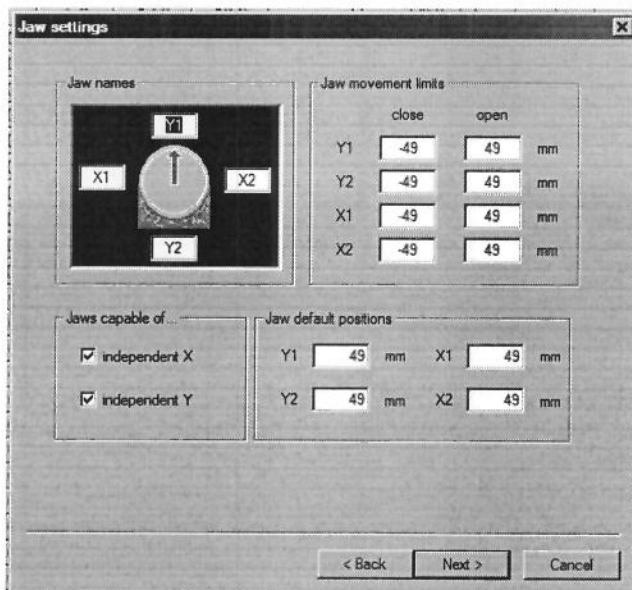 Jaw settings
Jaw names
Y1
X1
X2
Y2
Jaw movement limits
close open
Y1 -49 49 mm
Y2 -49 49 mm
X1 -49 49 mm
X2 -49 49 mm
Jaws capable of...
independent X
independent Y
Jaw default positions
Y1 49 mm X1 49 mm
Y2 49 mm X2 49 mm
< Back Next > Cancel